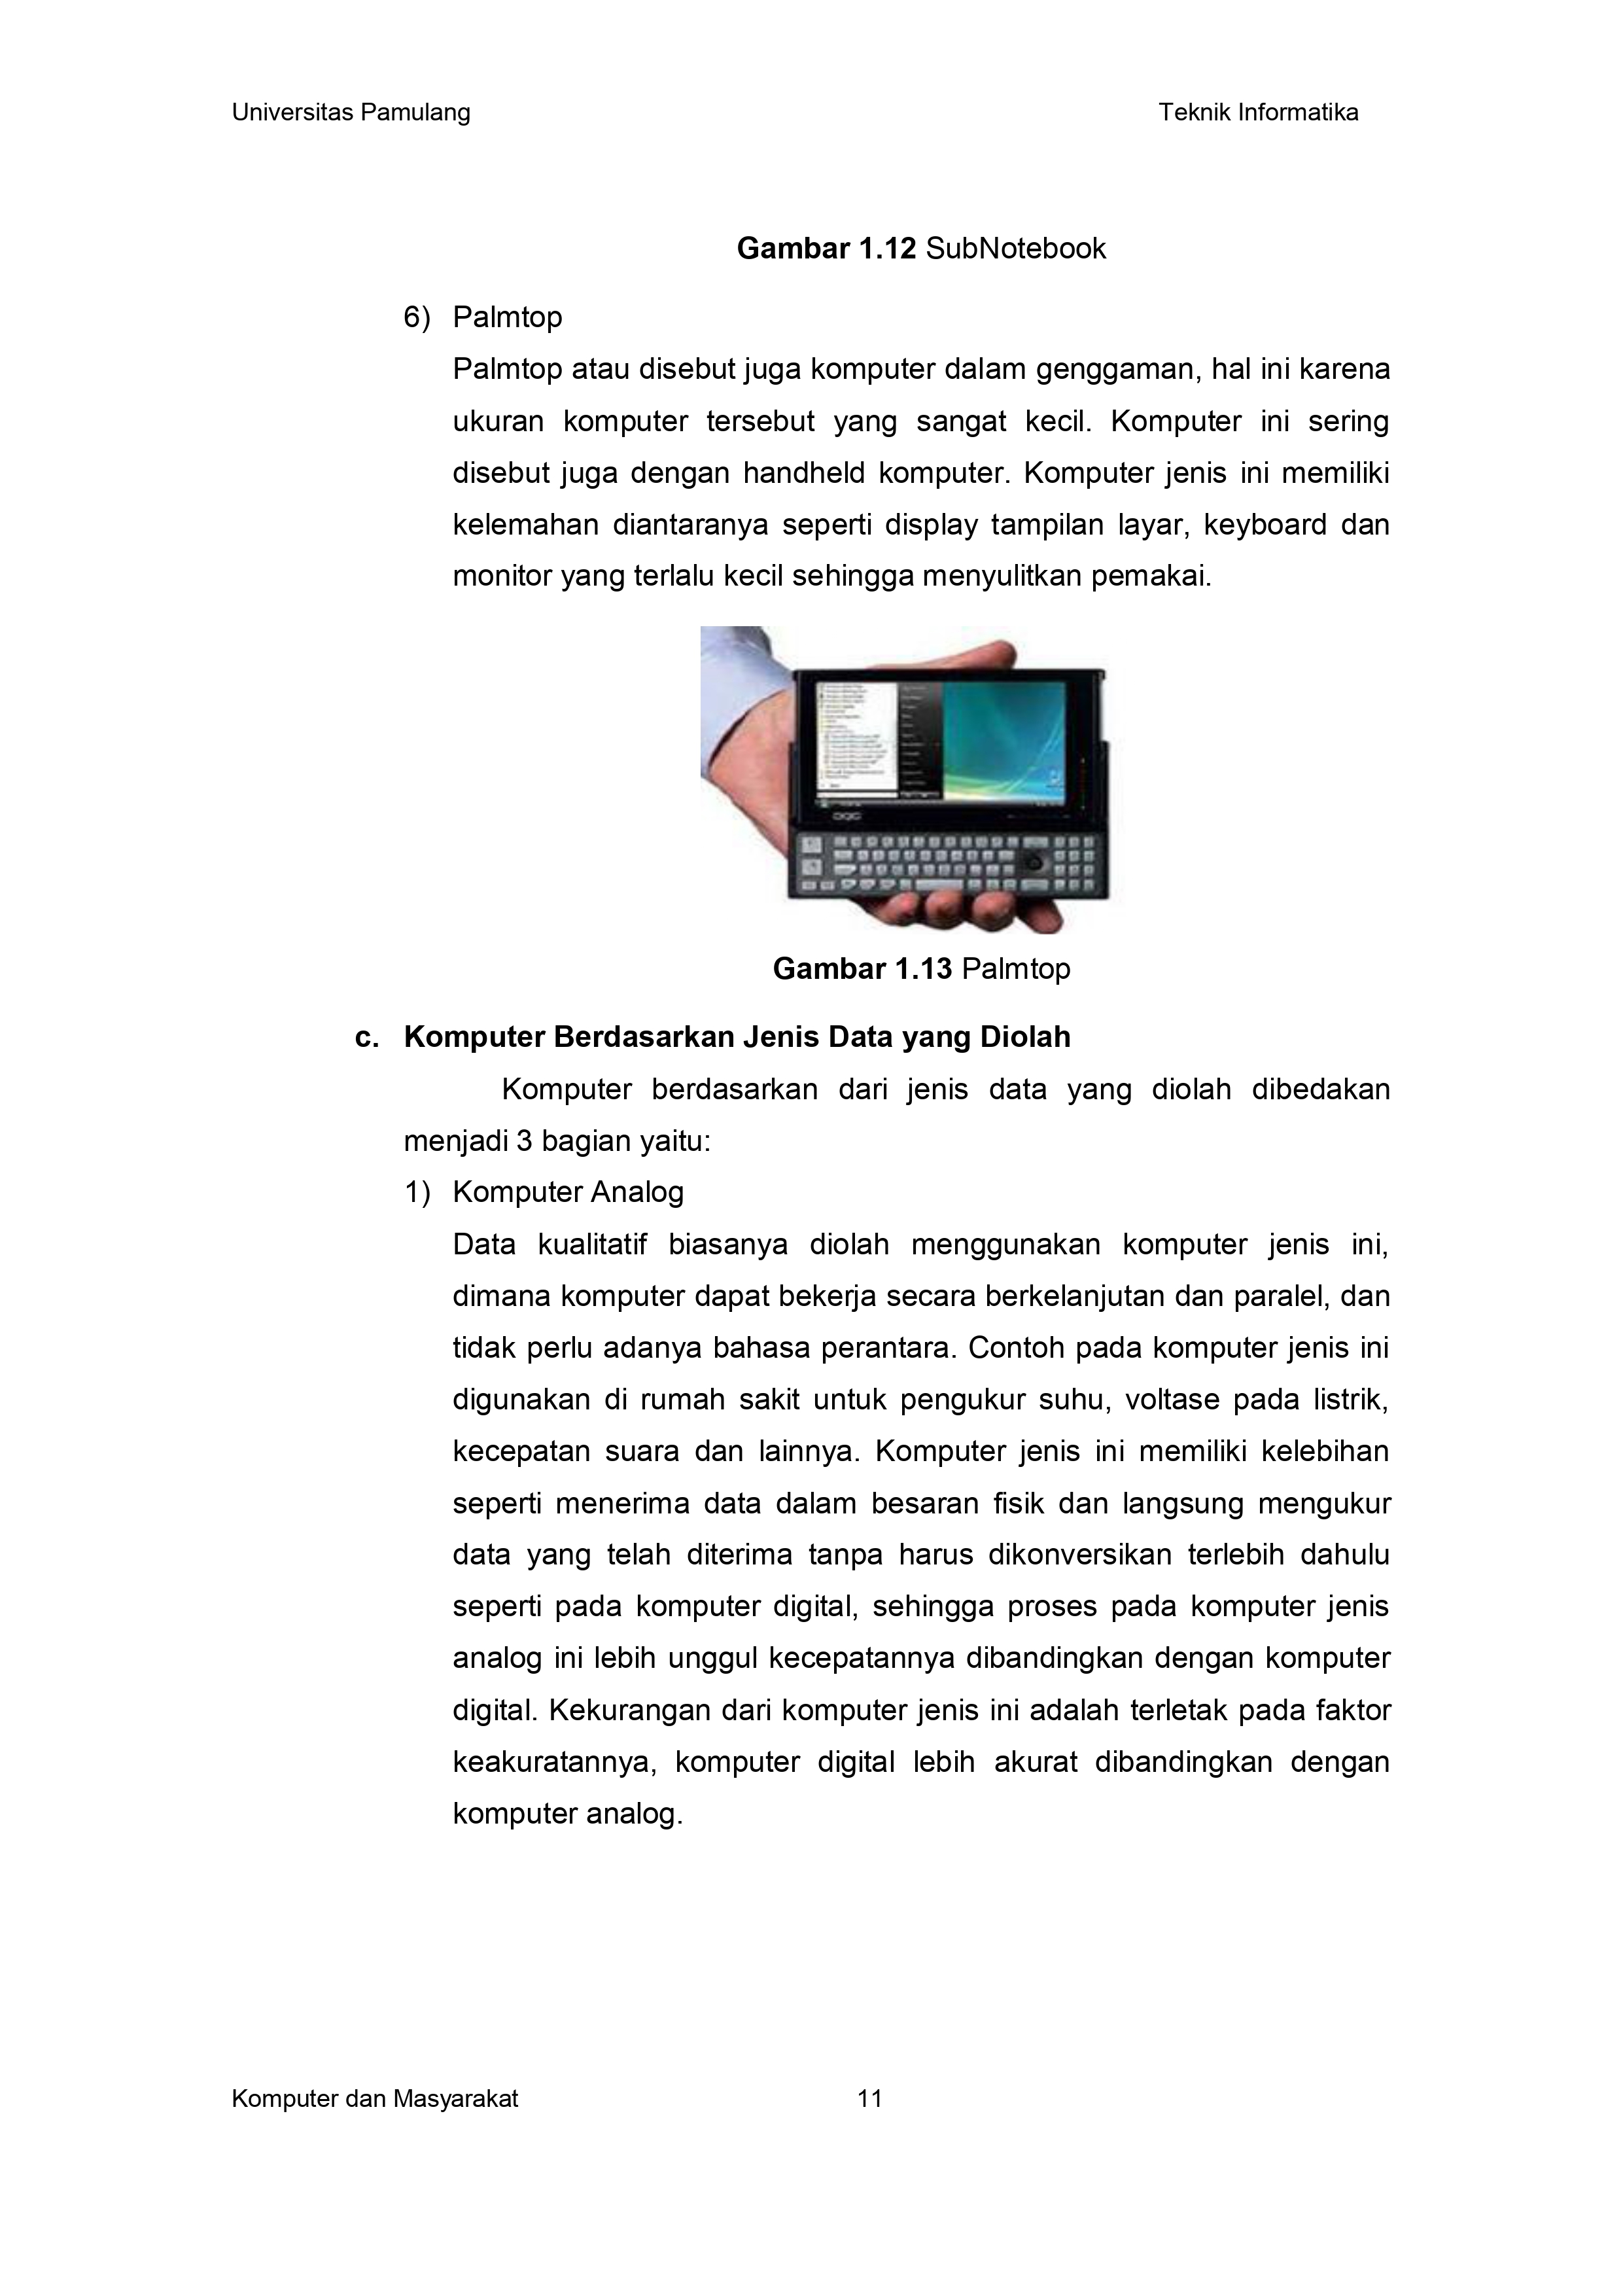 Universitas Pamulang Teknik Informatika
Gambar 1.12 SubNotebook
6) Palmtop
Palmtop atau disebut juga komputer dalam genggaman, hal ini karena
ukuran komputer tersebut yang sangat kecil. Komputer ini sering
disebut juga dengan handheld komputer. Komputer jenis ini memiliki
kelemahan diantaranya seperti display tampilan layar, keyboard dan
monitor yang terlalu kecil sehingga menyulitkan pemakai.
OQO
Gambar 1.13 Palmtop
c. Komputer Berdasarkan Jenis Data yang Diolah
Komputer berdasarkan dari jenis data yang diolah dibedakan
menjadi 3 bagian yaitu:
1) Komputer Analog
Data kualitatif biasanya diolah menggunakan komputer jenis ini,
dimana komputer dapat bekerja secara berkelanjutan dan paralel, dan
tidak perlu adanya bahasa perantara. Contoh pada komputer jenis ini
digunakan di rumah sakit untuk pengukur suhu, voltase pada listrik,
kecepatan suara dan lainnya. Komputer jenis ini memiliki kelebihan
seperti menerima data dalam besaran fisik dan langsung mengukur
data yang telah diterima tanpa harus dikonversikan terlebih dahulu
seperti pada komputer digital, sehingga proses pada komputer jenis
analog ini lebih unggul kecepatannya dibandingkan dengan komputer
digital. Kekurangan dari komputer jenis ini adalah terletak pada faktor
keakuratannya, komputer digital lebih akurat dibandingkan dengan
komputer analog.
Komputer dan Masyarakat 11